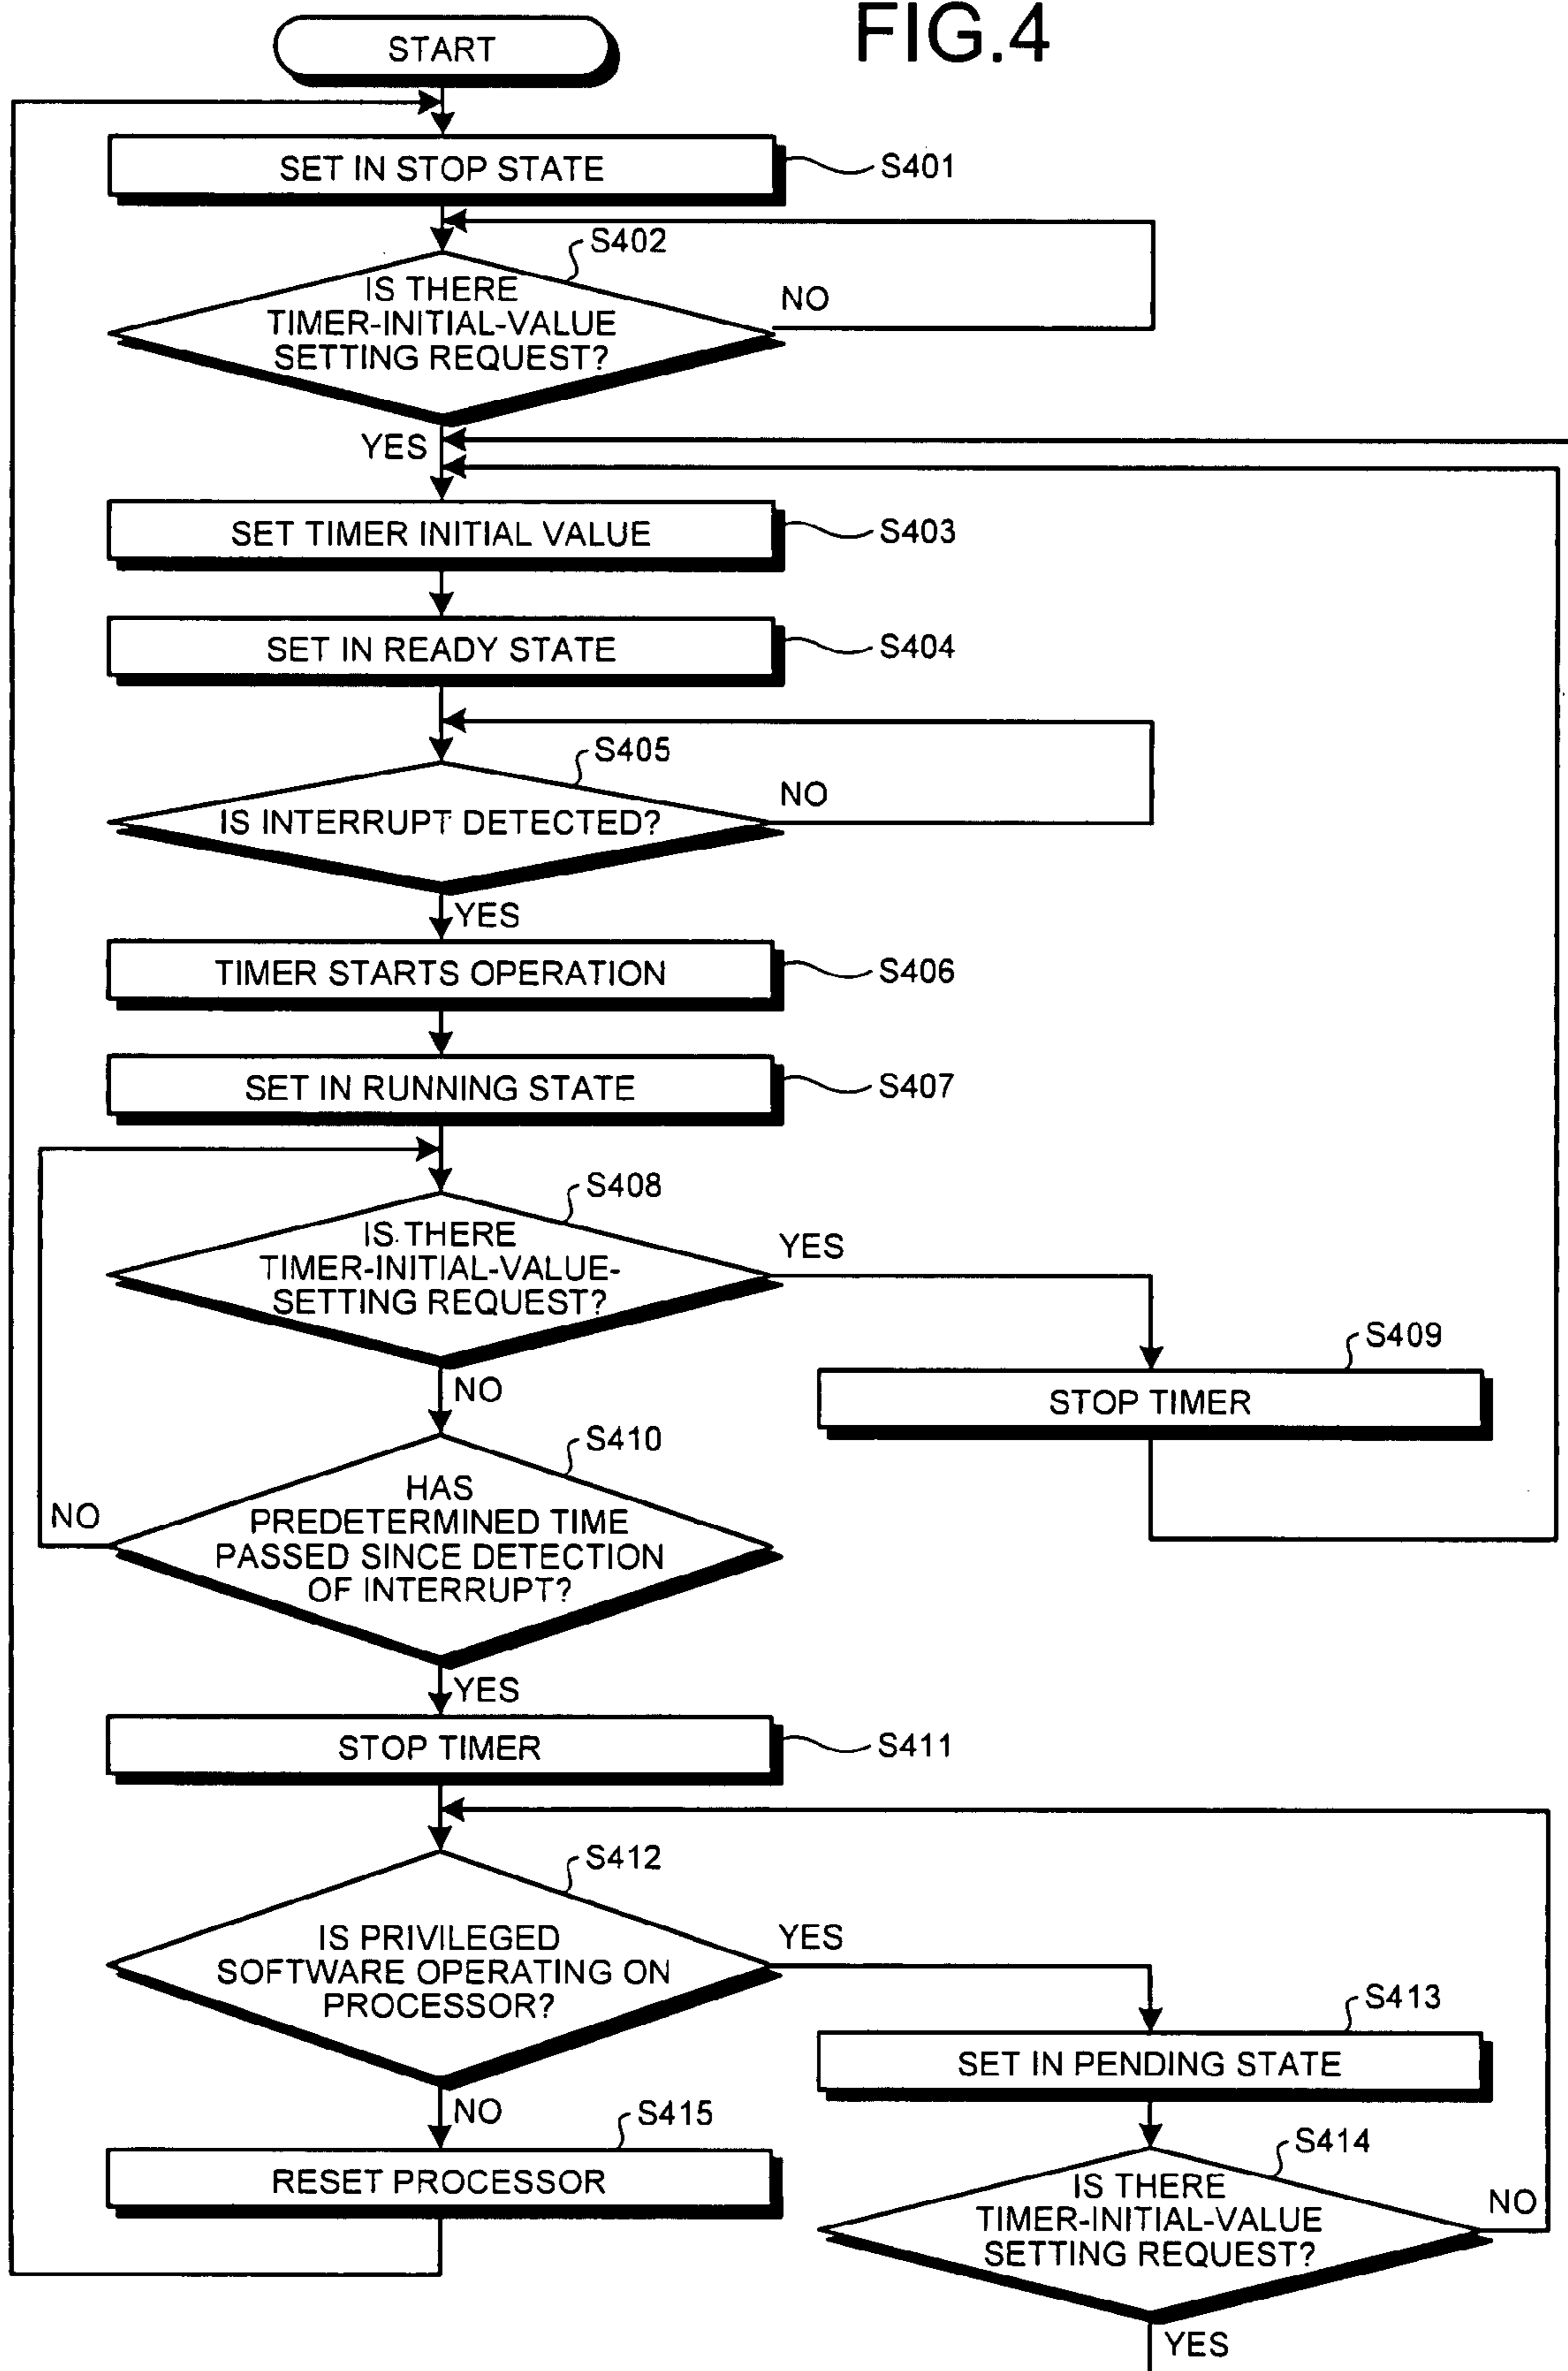 FIG.4
START
SET IN STOP STATE
S401
S402
IS THERE
TIMER-INITIAL-VALUE
SETTING REQUEST?
NO
YES
SET TIMER INITIAL VALUE
S403
SET IN READY STATE
S404
S405
IS INTERRUPT DETECTED?
NO
YES
TIMER STARTS OPERATION
S406
SET IN RUNNING STATE
S407
S408
IS THERE
TIMER-INITIAL-VALUE-
SETTING REQUEST?
YES
S409
STOP TIMER
NO
S410
HAS
PREDETERMINED TIME
PASSED SINCE DETECTION
OF INTERRUPT?
NO
YES
STOP TIMER
S411
S412
IS PRIVILEGED
SOFTWARE OPERATING ON
PROCESSOR?
YES
S413
SET IN PENDING STATE
NO
S415
RESET PROCESSOR
S414
IS THERE
TIMER-INITIAL-VALUE
SETTING REQUEST?
NO
YES